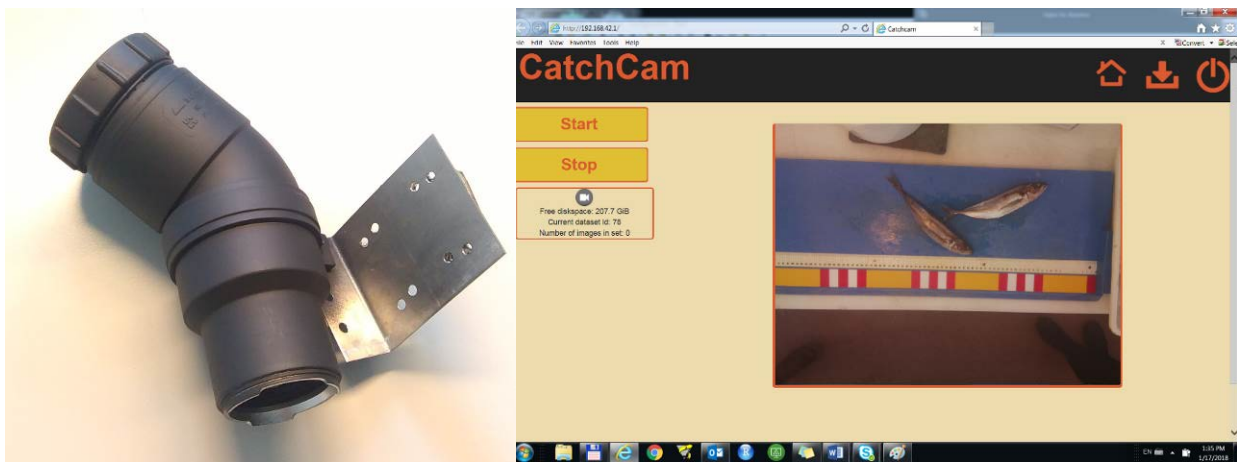 http://192.168.42.1/
Catchcam
File Edit View Favorites Tools Help
Convert
CatchCam
Start
Stop
Free diskspace: 207.7 GiB
Current dataset id: 78
Number of images in set: 0
EN
1:35 PM
1/17/2018